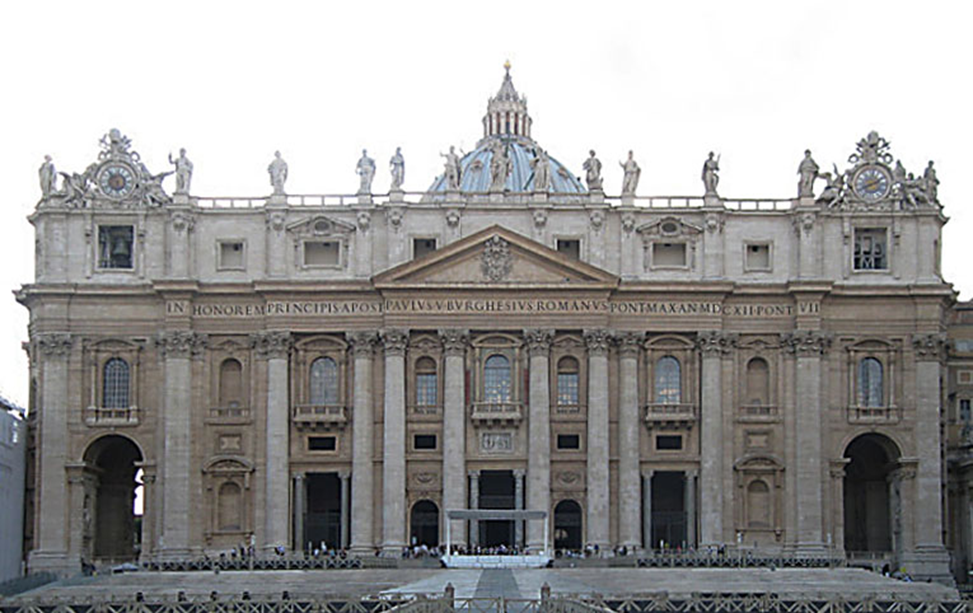 IN HONOREM PRINCIPIS APOST PAVLVS V BVRGHESIVS ROMANVS PONT MAX AN MDCXII PONT VII